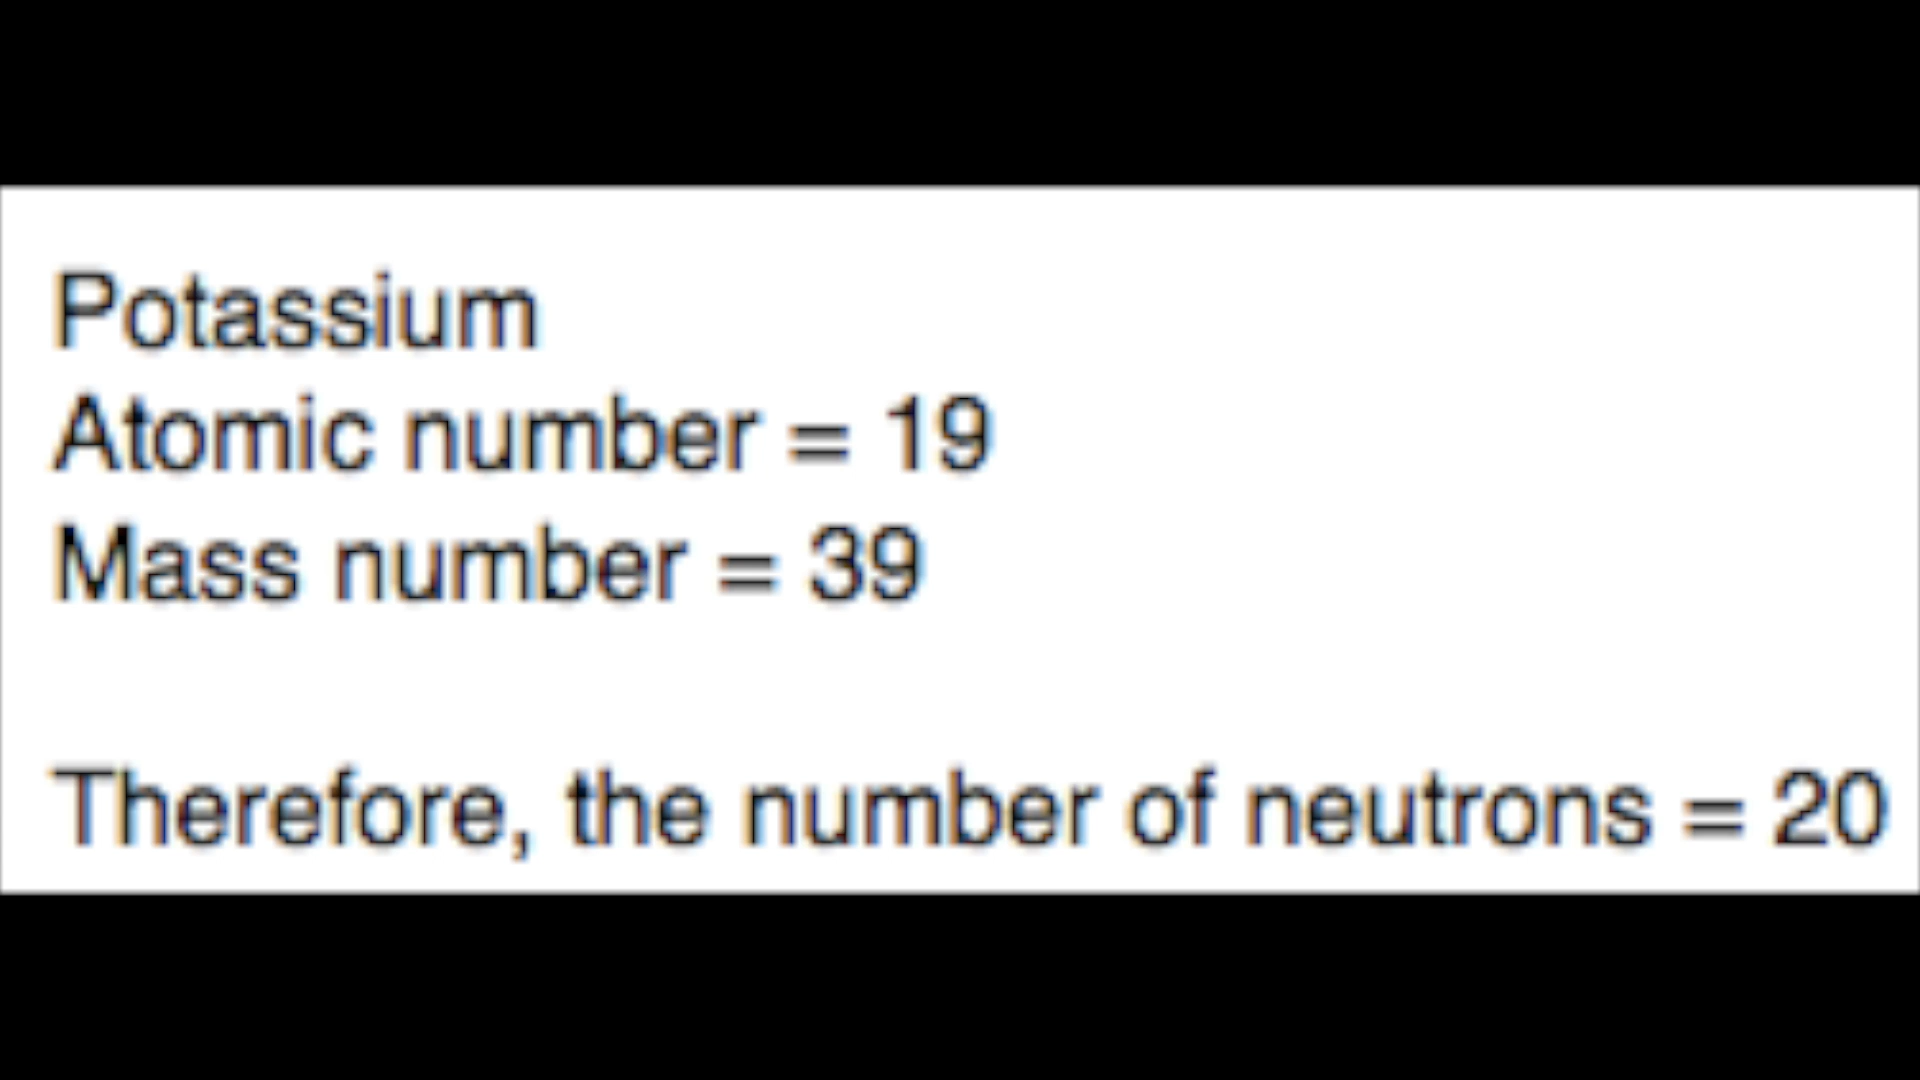 Potassium
Atomic number = 19
Mass number = 39
Therefore, the number of neutrons = 20